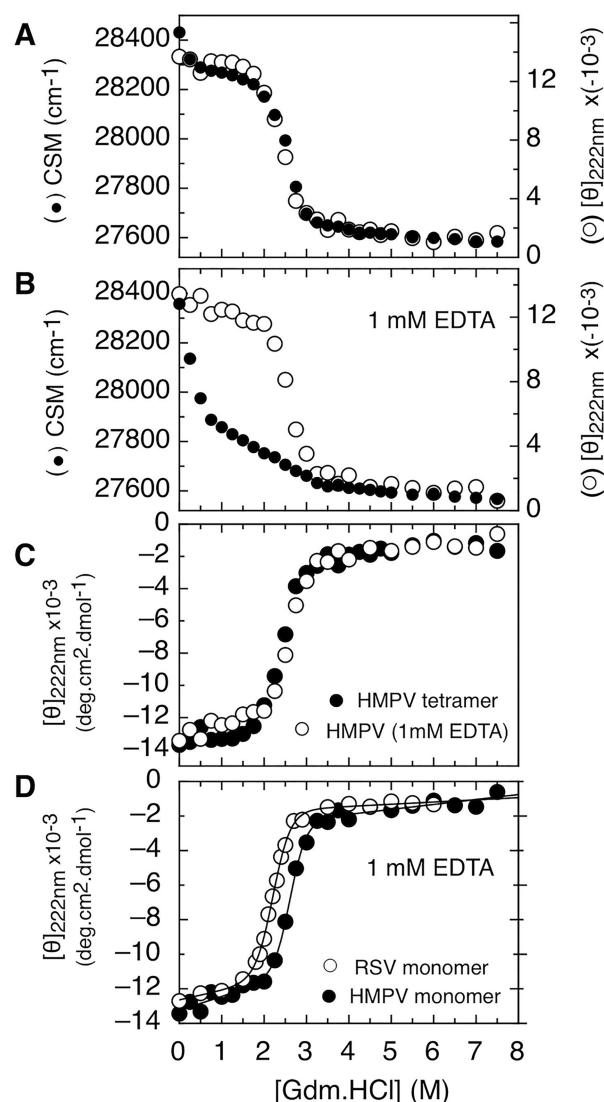 A
28400
28200
28000
27800
27600
(●) CSM (cm-1)
12
8
4
0
(○) [θ]222nm x(-10-3)
B
1 mM EDTA
28400
28200
28000
27800
27600
(●) CSM (cm-1)
12
8
4
0
(○) [θ]222nm x(-10-3)
C
0
−2
−4
−6
−8
−10
−12
−14
[θ]222nm x10-3
(deg.cm2.dmol-1)
HMPV tetramer
HMPV (1mM EDTA)
D
0
−2
−4
−6
−8
−10
−12
−14
[θ]222nm x10-3
(deg.cm2.dmol-1)
1 mM EDTA
RSV monomer
HMPV monomer
0 1 2 3 4 5 6 7 8
[Gdm.HCl] (M)